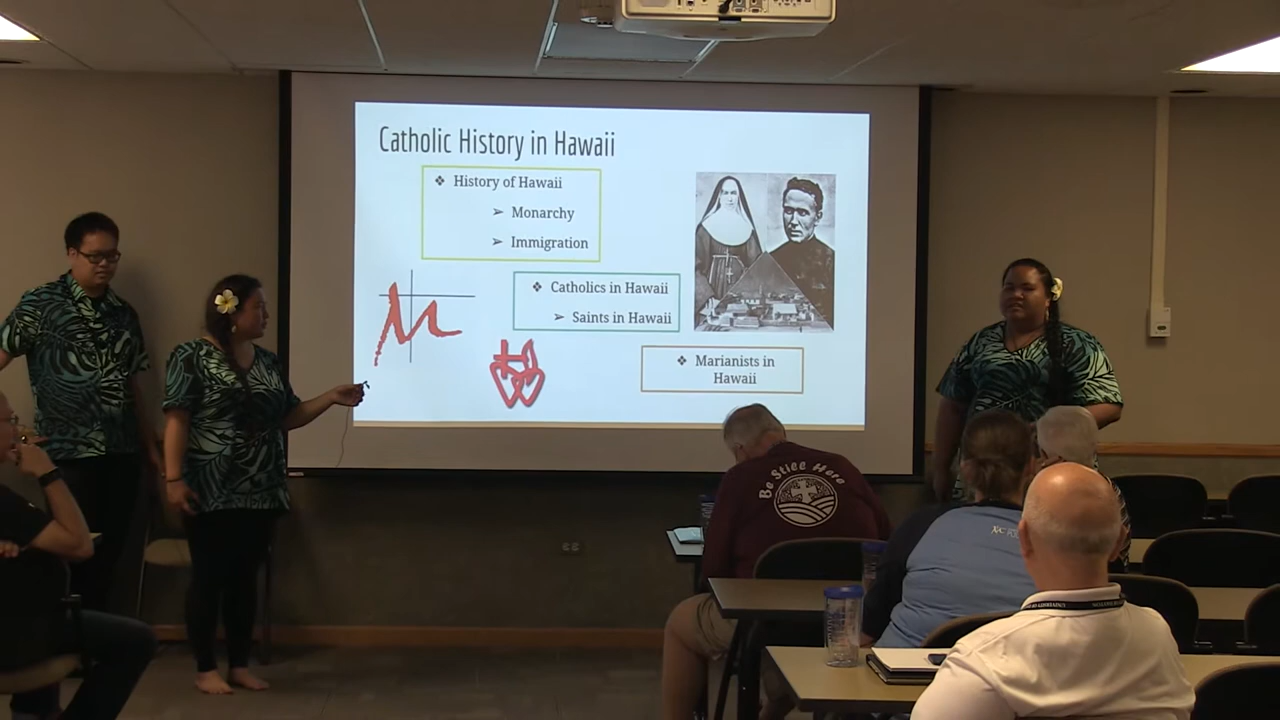 Catholic History in Hawaii
❖ History of Hawaii
➢ Monarchy
➢ Immigration
❖ Catholics in Hawaii
➢ Saints in Hawaii
❖ Marianists in
Hawaii
Be Still Here